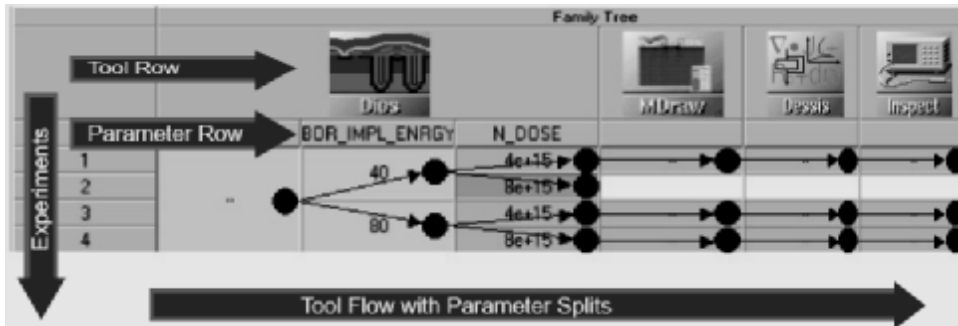 Family Tree
Tool Row
Dios
MDraw
Dessis
Inspect
Experiments
Parameter Row
BOR_IMPL_ENRGY
N_DOSE
1
40
4e+15
--
--
--
2
8e+15
--
3
80
4e+15
4
8e+15
Tool Flow with Parameter Splits